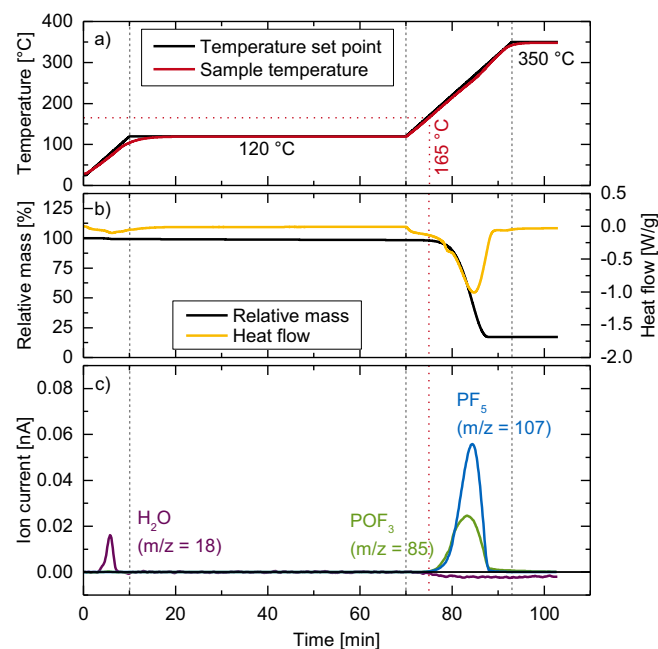 400
300
200
100
0
Temperature [°C]
a)
Temperature set point
Sample temperature
120 °C
165 °C
350 °C
125
100
75
50
25
0
Relative mass [%]
b)
Relative mass
Heat flow
0.5
0.0
-0.5
-1.0
-1.5
-2.0
Heat flow [W/g]
0.08
0.06
0.04
0.02
0.00
Ion current [nA]
c)
PF5
(m/z = 107)
H2O
(m/z = 18)
POF3
(m/z = 85)
0 20 40 60 80 100
Time [min]